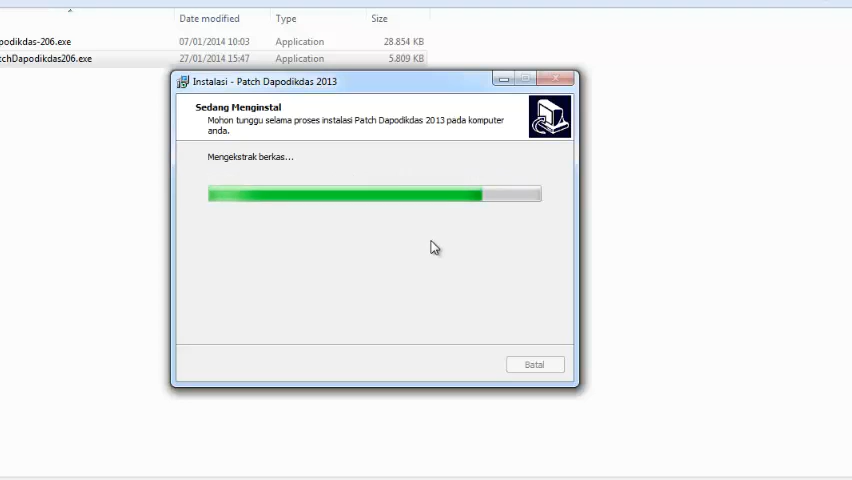 Date modified Type Size
podikdas-206.exe 07/01/2014 10:03 Application 28.854 KB
tchDapodikdas206.exe 27/01/2014 15:47 Application 5.809 KB
Instalasi - Patch Dapodikdas 2013
Sedang Menginstal
Mohon tunggu selama proses instalasi Patch Dapodikdas 2013 pada komputer
anda.
Mengekstrak berkas...
Batal